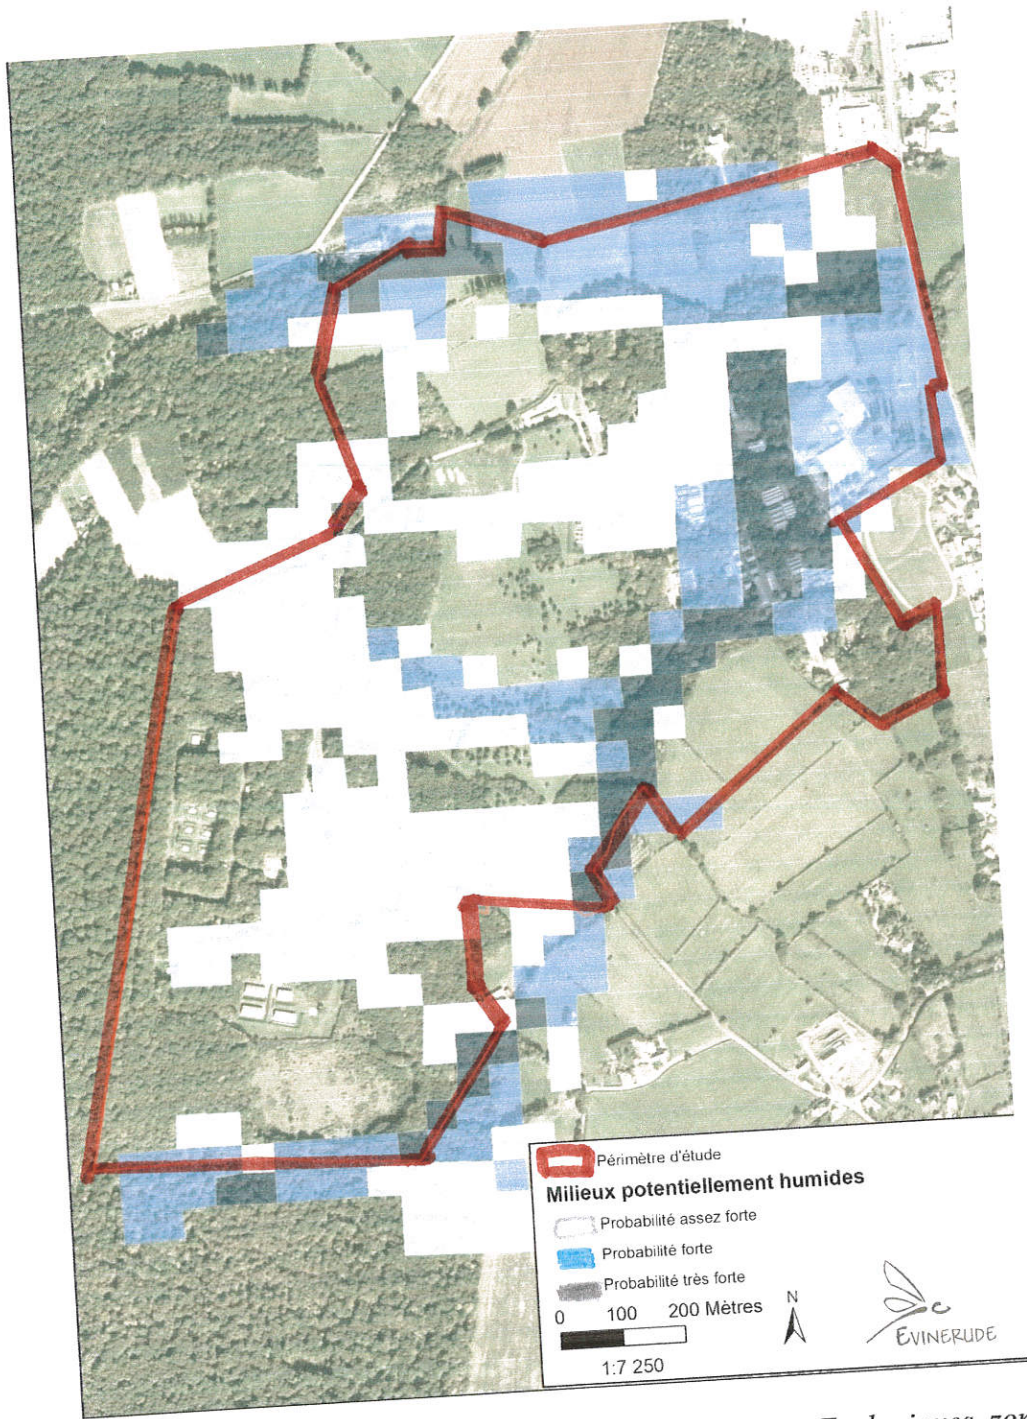 Périmètre d'étude
Milieux potentiellement humides
Probabilité assez forte
Probabilité forte
Probabilité très forte
0 100 200 Mètres
N
1:7 250
EVINERUDE